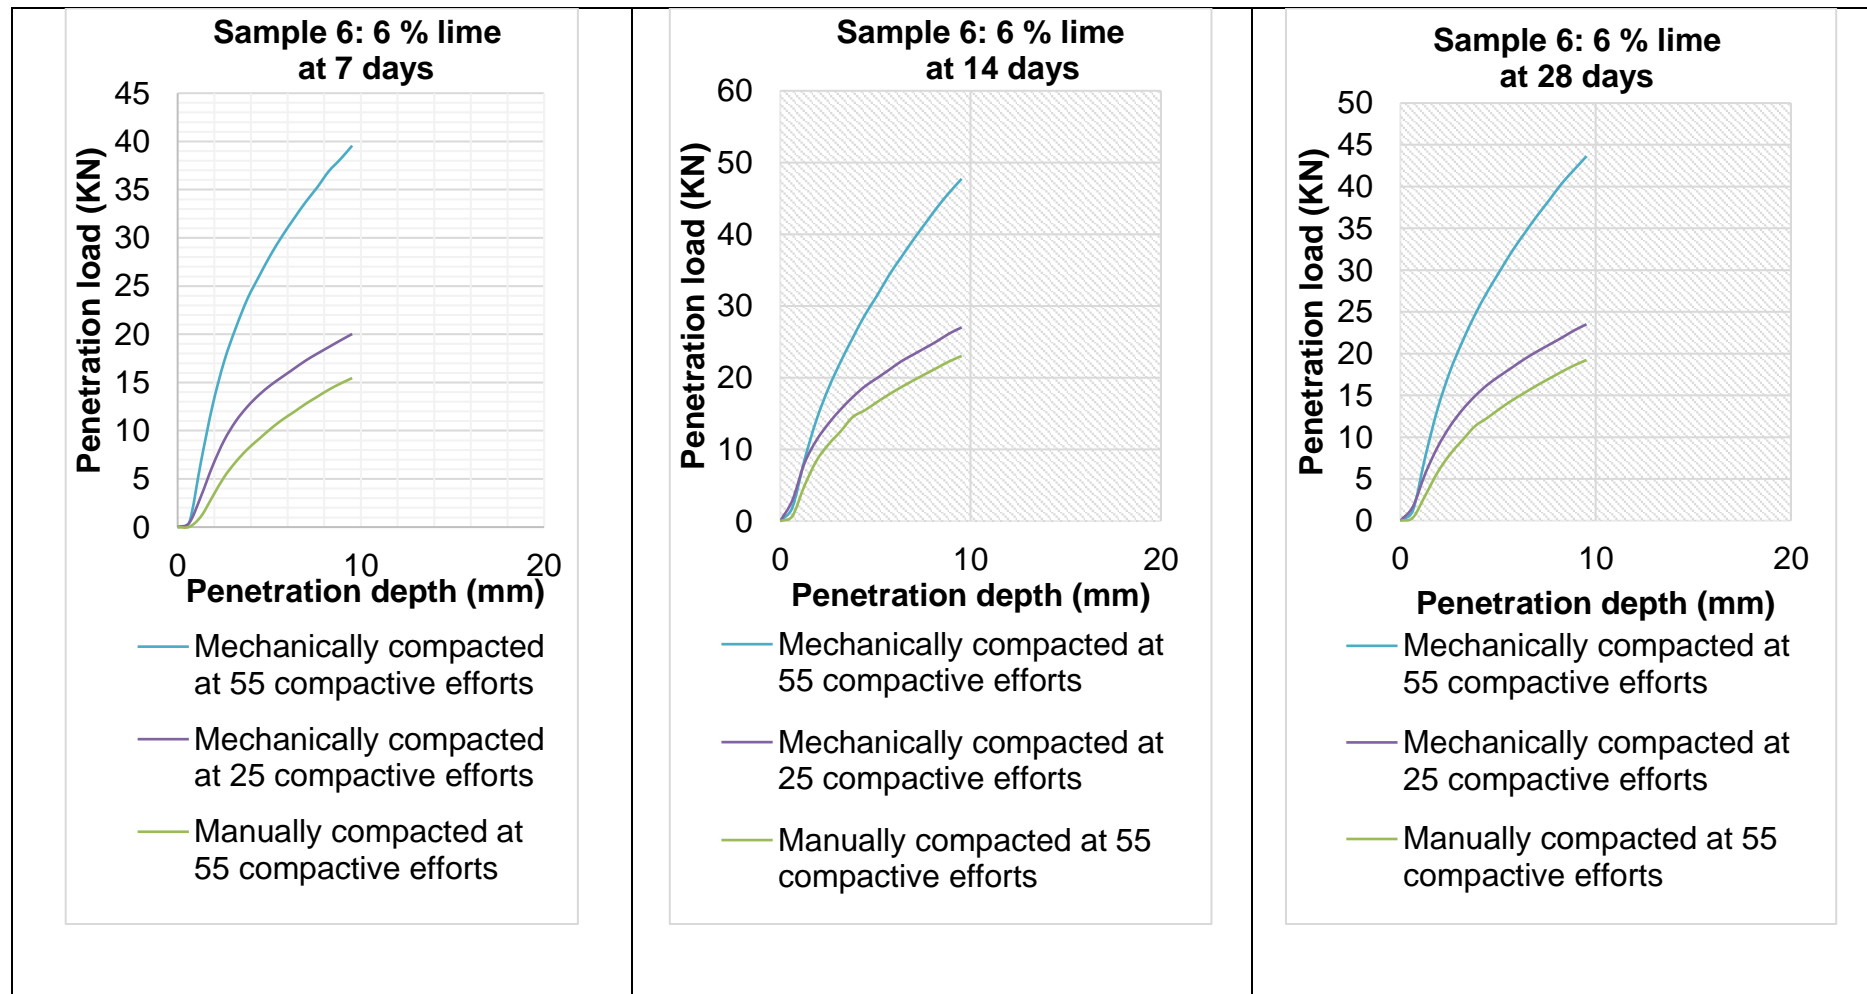 Sample 6: 6 % lime
at 7 days
45
40
35
30
25
20
15
10
5
0
0
10
20
Penetration load (KN)
Penetration depth (mm)
Mechanically compacted
at 55 compactive efforts
Mechanically compacted
at 25 compactive efforts
Manually compacted at
55 compactive efforts
Sample 6: 6 % lime
at 14 days
60
50
40
30
20
10
0
0
10
20
Penetration load (KN)
Penetration depth (mm)
Mechanically compacted at
55 compactive efforts
Mechanically compacted at
25 compactive efforts
Manually compacted at 55
compactive efforts
Sample 6: 6 % lime
at 28 days
50
45
40
35
30
25
20
15
10
5
0
0
10
20
Penetration load (KN)
Penetration depth (mm)
Mechanically compacted at
55 compactive efforts
Mechanically compacted at
25 compactive efforts
Manually compacted at 55
compactive efforts